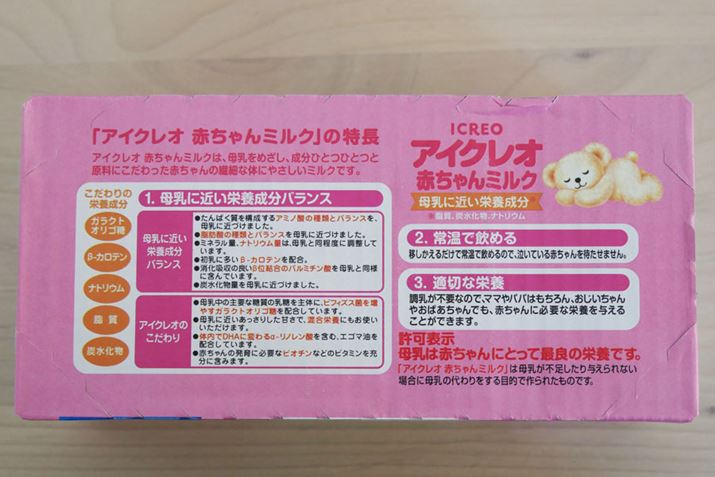 「アイクレオ 赤ちゃんミルク」の特長
アイクレオ 赤ちゃんミルクは、母乳をめざし、成分ひとつひとつと
原料にこだわった赤ちゃんの繊細な体にやさしいミルクです。
こだわりの
栄養成分
ガラクト
オリゴ糖
β-カロテン
ナトリウム
脂質
炭水化物
1. 母乳に近い栄養成分バランス
母乳に近い
栄養成分
バランス
●たんぱく質を構成するアミノ酸の種類とバランスを、
母乳に近づけました。
●脂肪酸の種類とバランスを母乳に近づけました。
●ミネラル量、ナトリウム量は、母乳と同程度に調整して
います。
●初乳に多いβ-カロテンを配合。
●消化吸収の良いβ位結合のパルミチン酸を母乳と同様
に含んでいます。
●炭水化物量を母乳に近づけました。
アイクレオの
こだわり
●母乳中の主要な糖質の乳糖を主体に、ビフィズス菌を増
やすガラクトオリゴ糖を配合しています。
●母乳に近いあっさりした甘さで、混合栄養にもお使い
いただけます。
●体内でDHAに変わるα-リノレン酸を含む、エゴマ油を
配合しています。
●赤ちゃんの発育に必要なビオチンなどのビタミンを充
分に含みます。
ICREO
アイクレオ
赤ちゃんミルク
母乳に近い栄養成分※
※脂質、炭水化物、ナトリウム
2. 常温で飲める
移しかえるだけで常温で飲めるので、泣いている赤ちゃんを待たせません。
3. 適切な栄養
調乳が不要なので、ママやパパはもちろん、おじいちゃん
やおばあちゃんでも、赤ちゃんに必要な栄養を与える
ことができます。
許可表示
母乳は赤ちゃんにとって最良の栄養です。
「アイクレオ 赤ちゃんミルク」は母乳が不足したり与えられない
場合に母乳の代わりをする目的で作られたものです。